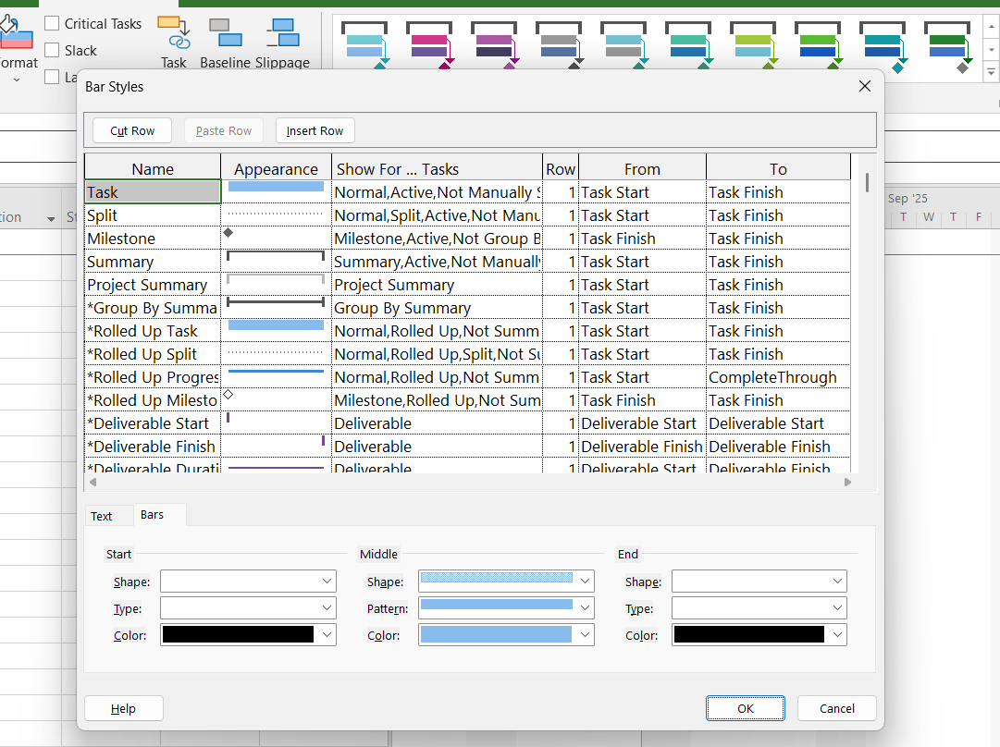 Critical Tasks
Slack
Format
Task
Baseline
Slippage
Bar Styles
Cut Row
Paste Row
Insert Row
Name Appearance Show For ... Tasks Row From To
Task Normal,Active,Not Manually 1 Task Start Task Finish
Split Normal,Split,Active,Not Manu 1 Task Start Task Finish
Milestone Milestone,Active,Not Group B 1 Task Finish Task Finish
Summary Summary,Active,Not Manually 1 Task Start Task Finish
Project Summary Project Summary 1 Task Start Task Finish
*Group By Summa Group By Summary 1 Task Start Task Finish
*Rolled Up Task Normal,Rolled Up,Not Summ 1 Task Start Task Finish
*Rolled Up Split Normal,Rolled Up,Split,Not Su 1 Task Start Task Finish
*Rolled Up Progres Normal,Rolled Up,Not Summ 1 Task Start CompleteThrough
*Rolled Up Milesto Milestone,Rolled Up,Not Sum 1 Task Finish Task Finish
*Deliverable Start Deliverable 1 Deliverable Start Deliverable Start
*Deliverable Finish Deliverable 1 Deliverable Finish Deliverable Finish
*Deliverable Durati Deliverable 1 Deliverable Start Deliverable Finish
Sep '25
T W T F
Text
Bars
Start Middle End
Shape: Shape: Shape:
Type: Pattern: Type:
Color: Color: Color:
Help
OK
Cancel